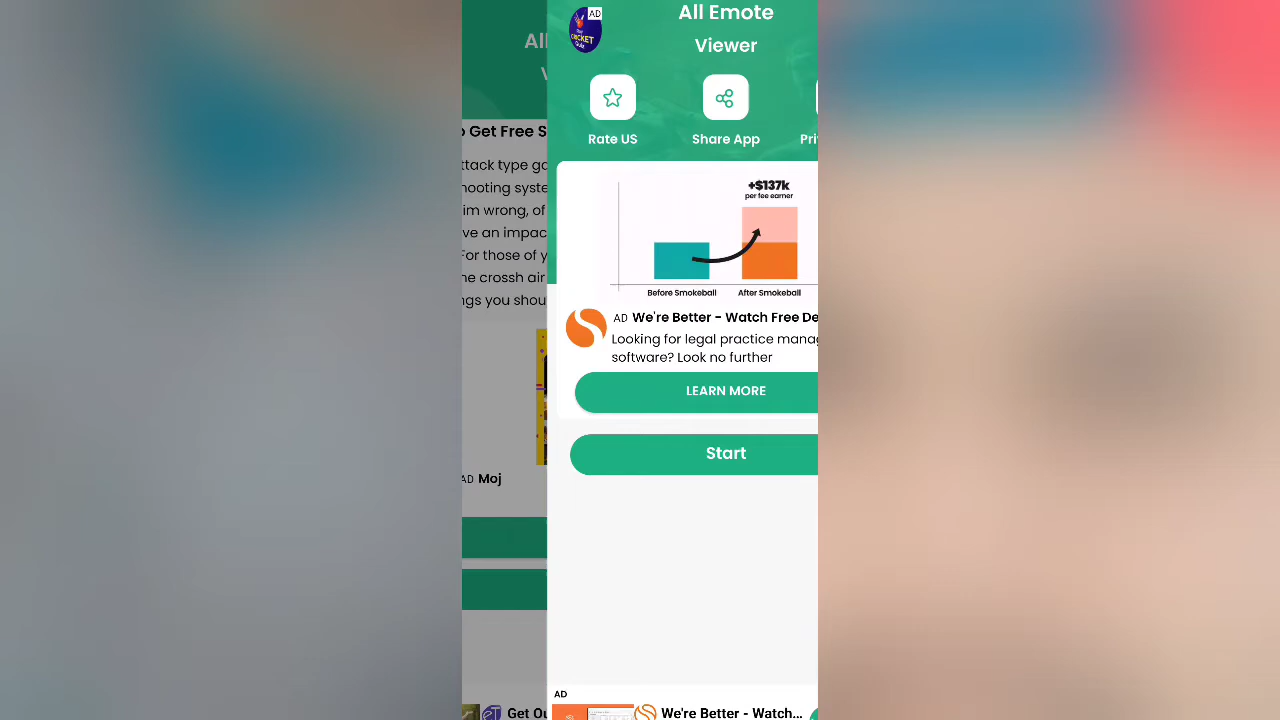 All
V
o Get Free S
ttack type ga
hooting syste
im wrong, of
ve an impac
For those of y
ne crossh air
ngs you shou
AD Moj
Get Ou
AD
CRICKET
All Emote
Viewer
Rate US
Share App
Pri
+$137k
per fee earner
Before Smokeball
After Smokeball
AD We're Better - Watch Free De
Looking for legal practice manag
software? Look no further
LEARN MORE
Start
AD
We're Better - Watch...